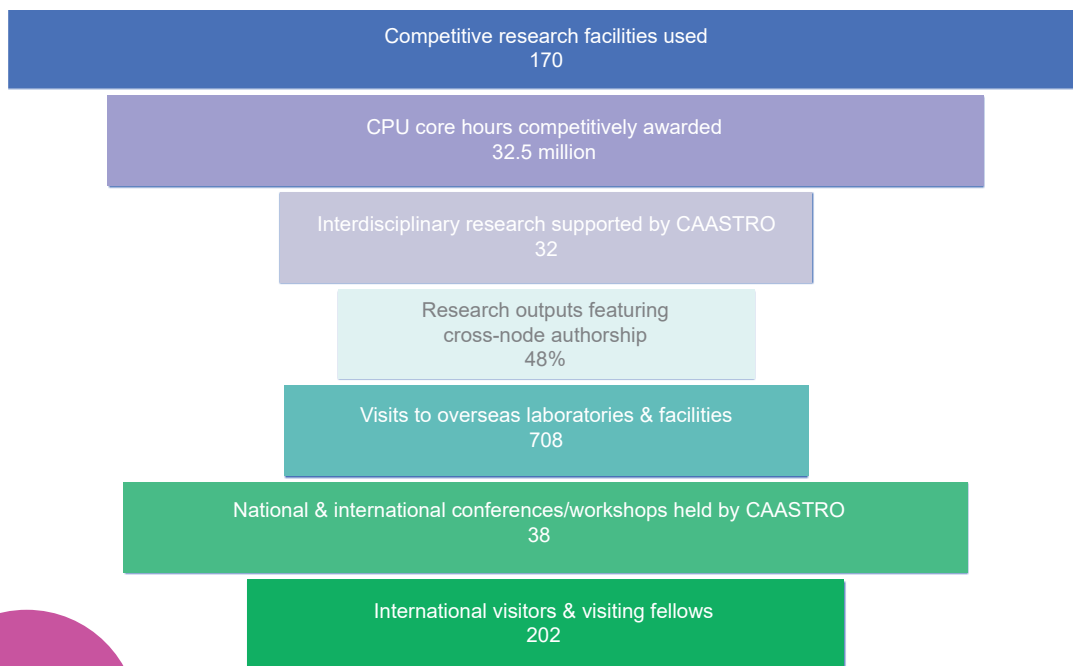 Competitive research facilities used
170
CPU core hours competitively awarded
32.5 million
Interdisciplinary research supported by CAASTRO
32
Research outputs featuring
cross-node authorship
48%
Visits to overseas laboratories & facilities
708
National & international conferences/workshops held by CAASTRO
38
International visitors & visiting fellows
202